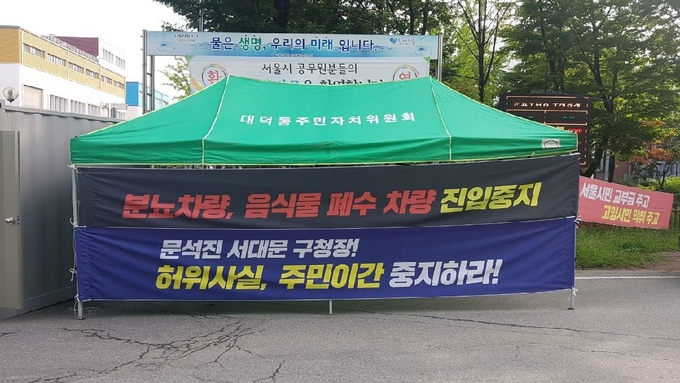 물은 생명, 우리의 미래 입니다.
서울시 공무원분들의
환
영
대덕동주민자치위원회
분뇨차량, 음식물 폐수 차량 진입중지
문석진 서대문 구청장!
허위사실, 주민이간 중지하라!
서울시민 교부금 주고
고양시민 악취 주고